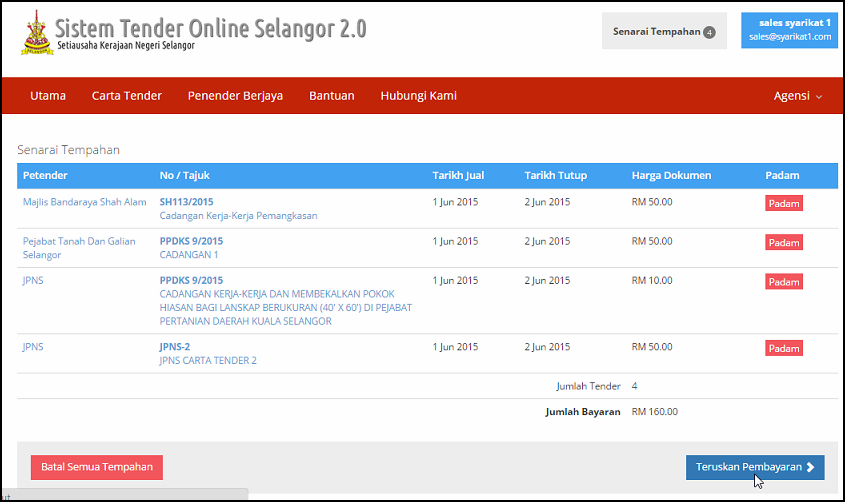 Sistem Tender Online Selangor 2.0
Setiausaha Kerajaan Negeri Selangor
Senarai Tempahan 4
sales syarikat 1
sales@syarikat1.com
Utama Carta Tender Penender Berjaya Bantuan Hubungi Kami Agensi
Senarai Tempahan
Petender No / Tajuk Tarikh Jual Tarikh Tutup Harga Dokumen Padam
Majlis Bandaraya Shah Alam SH113/2015 1 Jun 2015 2 Jun 2015 RM 50.00 Padam
Cadangan Kerja-Kerja Pemangkasan
Pejabat Tanah Dan Galian PPDKS 9/2015 1 Jun 2015 2 Jun 2015 RM 50.00 Padam
Selangor CADANGAN 1
JPNS PPDKS 9/2015 1 Jun 2015 2 Jun 2015 RM 10.00 Padam
CADANGAN KERJA-KERJA DAN MEMBEKALKAN POKOK
HIASAN BAGI LANSKAP BERUKURAN (40' X 60') DI PEJABAT
PERTANIAN DAERAH KUALA SELANGOR
JPNS JPNS-2 1 Jun 2015 2 Jun 2015 RM 50.00 Padam
JPNS CARTA TENDER 2
Jumlah Tender 4
Jumlah Bayaran RM 160.00
Batal Semua Tempahan Teruskan Pembayaran
ut